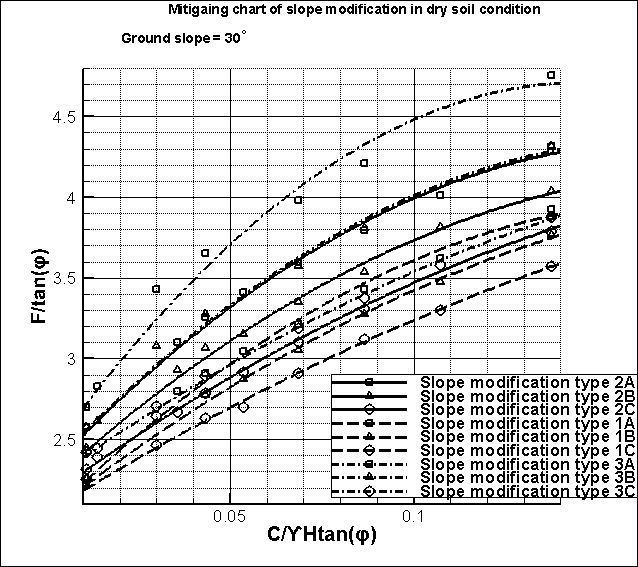 Mitigaing chart of slope modification in dry soil condition
Ground slope = 30°
4.5
4
3.5
3
2.5
F/tan(φ)
0.05
0.1
C/ϒHtan(φ)
Slope modification type 2A
Slope modification type 2B
Slope modification type 2C
Slope modification type 1A
Slope modification type 1B
Slope modification type 1C
Slope modification type 3A
Slope modification type 3B
Slope modification type 3C